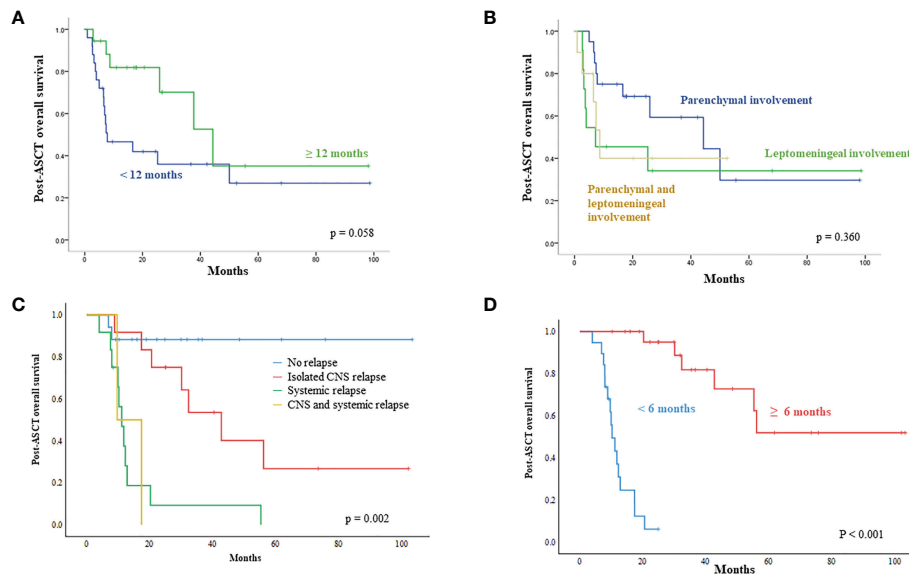 A
Post-ASCT overall survival
1.0
0.8
0.6
0.4
0.2
0.0
≥ 12 months
< 12 months
p = 0.058
0
20
40
60
80
100
Months
B
Post-ASCT overall survival
1.0
0.8
0.6
0.4
0.2
0.0
Parenchymal involvement
Leptomeningeal involvement
Parenchymal and
leptomeningeal
involvement
p = 0.360
0
20
40
60
80
100
Months
C
Post-ASCT overall survival
1.0
0.8
0.6
0.4
0.2
0.0
No relapse
Isolated CNS relapse
Systemic relapse
CNS and systemic relapse
p = 0.002
0
20
40
60
80
100
Months
D
Post-ASCT overall survival
1.0
0.8
0.6
0.4
0.2
0.0
< 6 months
≥ 6 months
P < 0.001
0
20
40
60
80
100
Months